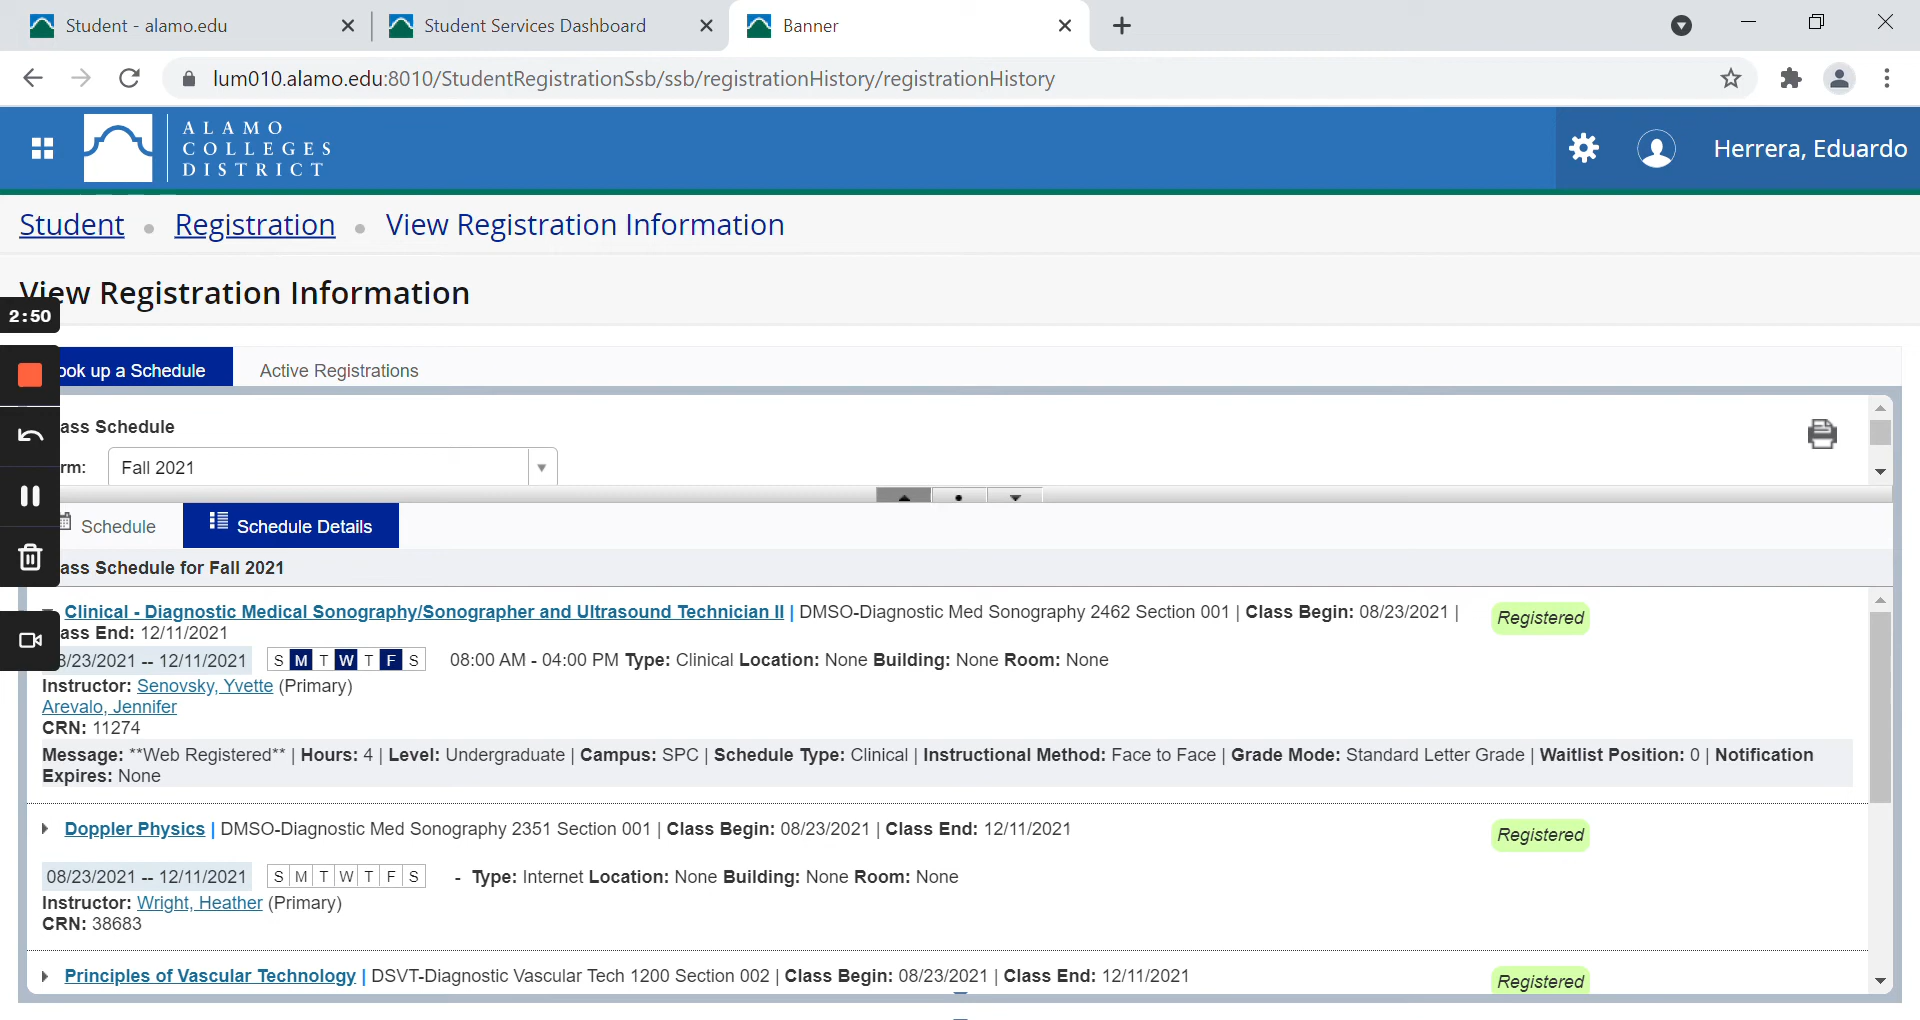 Student - alamo.edu
Student Services Dashboard
Banner
lum010.alamo.edu:8010/StudentRegistrationSsb/ssb/registrationHistory/registrationHistory
ALAMO
COLLEGES
DISTRICT
Herrera, Eduardo
Student • Registration • View Registration Information
View Registration Information
2:50
ook up a Schedule
Active Registrations
ass Schedule
rm: Fall 2021
Schedule
Schedule Details
ass Schedule for Fall 2021
Clinical - Diagnostic Medical Sonography/Sonographer and Ultrasound Technician II | DMSO-Diagnostic Med Sonography 2462 Section 001 | Class Begin: 08/23/2021 |
Registered
ass End: 12/11/2021
8/23/2021 -- 12/11/2021 S M T W T F S 08:00 AM - 04:00 PM Type: Clinical Location: None Building: None Room: None
Instructor: Senovsky, Yvette (Primary)
Arevalo, Jennifer
CRN: 11274
Message: **Web Registered** | Hours: 4 | Level: Undergraduate | Campus: SPC | Schedule Type: Clinical | Instructional Method: Face to Face | Grade Mode: Standard Letter Grade | Waitlist Position: 0 | Notification
Expires: None
Doppler Physics | DMSO-Diagnostic Med Sonography 2351 Section 001 | Class Begin: 08/23/2021 | Class End: 12/11/2021
Registered
08/23/2021 -- 12/11/2021 S M T W T F S - Type: Internet Location: None Building: None Room: None
Instructor: Wright, Heather (Primary)
CRN: 38683
Principles of Vascular Technology | DSVT-Diagnostic Vascular Tech 1200 Section 002 | Class Begin: 08/23/2021 | Class End: 12/11/2021
Registered